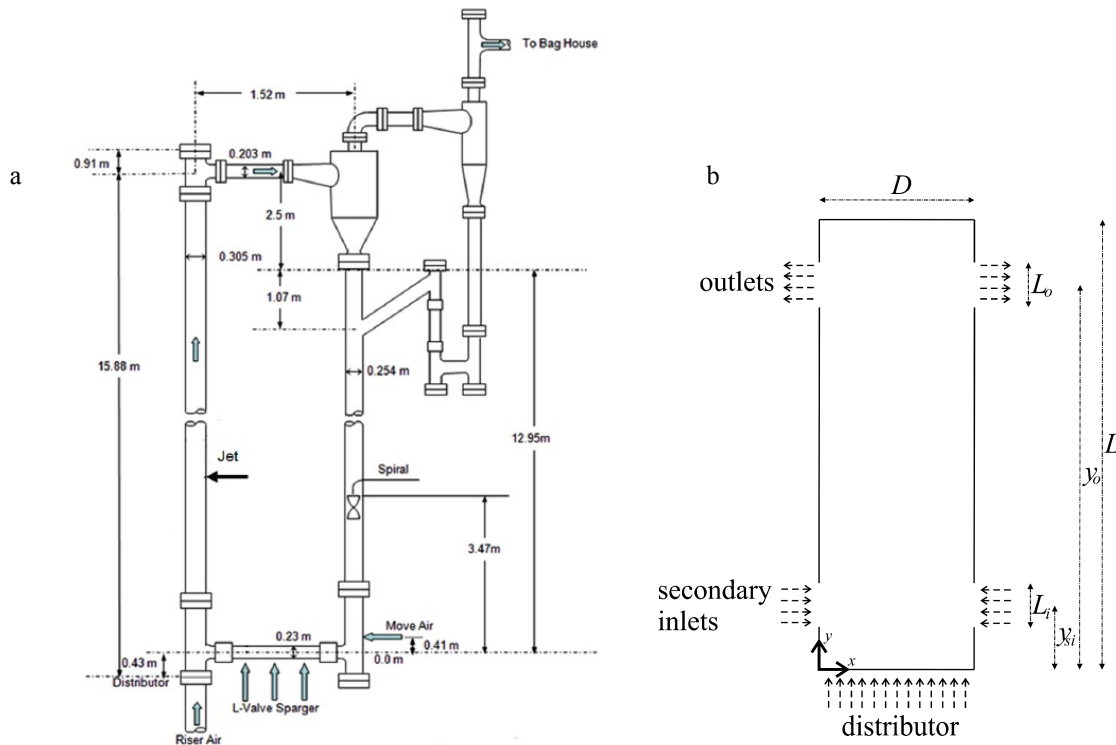 To Bag House
1.52 m
0.91 m
0.203 m
a
2.5 m
0.305 m
1.07 m
15.88 m
0.254 m
12.95m
Jet
Spiral
3.47m
Move Air
0.23 m
0.41 m
0.0 m
0.43 m
Distributor
L-Valve Sparger
Riser Air
b
D
outlets
Lo
L
yo
secondary
inlets
Li
ysi
y
x
distributor